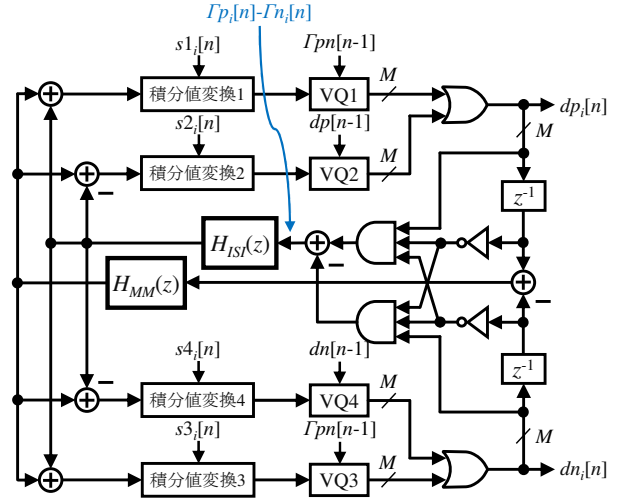 Γp_i[n]-Γn_i[n]
s1_i[n]
Γpn[n-1]
積分値変換1
VQ1
M
dp_i[n]
s2_i[n]
dp[n-1]
M
積分値変換2
VQ2
M
z^-1
−
H_ISI(z)
−
H_MM(z)
−
s4_i[n]
dn[n-1]
z^-1
−
積分値変換4
VQ4
M
s3_i[n]
Γpn[n-1]
M
積分値変換3
VQ3
M
dn_i[n]